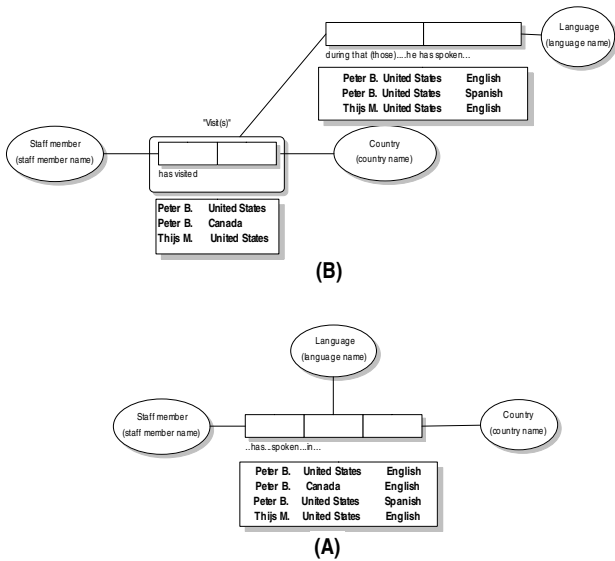 Language
(language name)
during that (those)....he has spoken...
Peter B. United States English
Peter B. United States Spanish
Thijs M. United States English
"Visit(s)"
Staff member
(staff member name)
Country
(country name)
has visited
Peter B. United States
Peter B. Canada
Thijs M. United States
(B)
Language
(language name)
Staff member
(staff member name)
Country
(country name)
..has...spoken...in...
Peter B. United States English
Peter B. Canada English
Peter B. United States Spanish
Thijs M. United States English
(A)